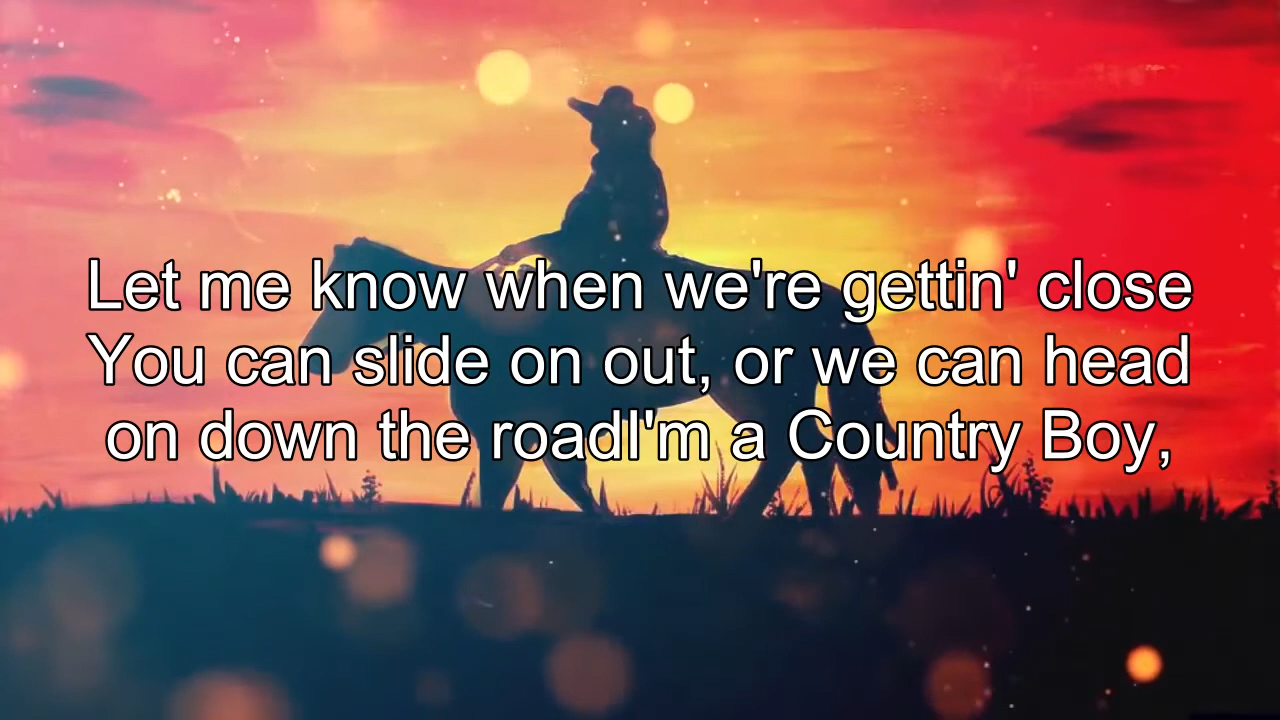 Let me know when we're gettin' close
You can slide on out, or we can head
on down the roadI'm a Country Boy,